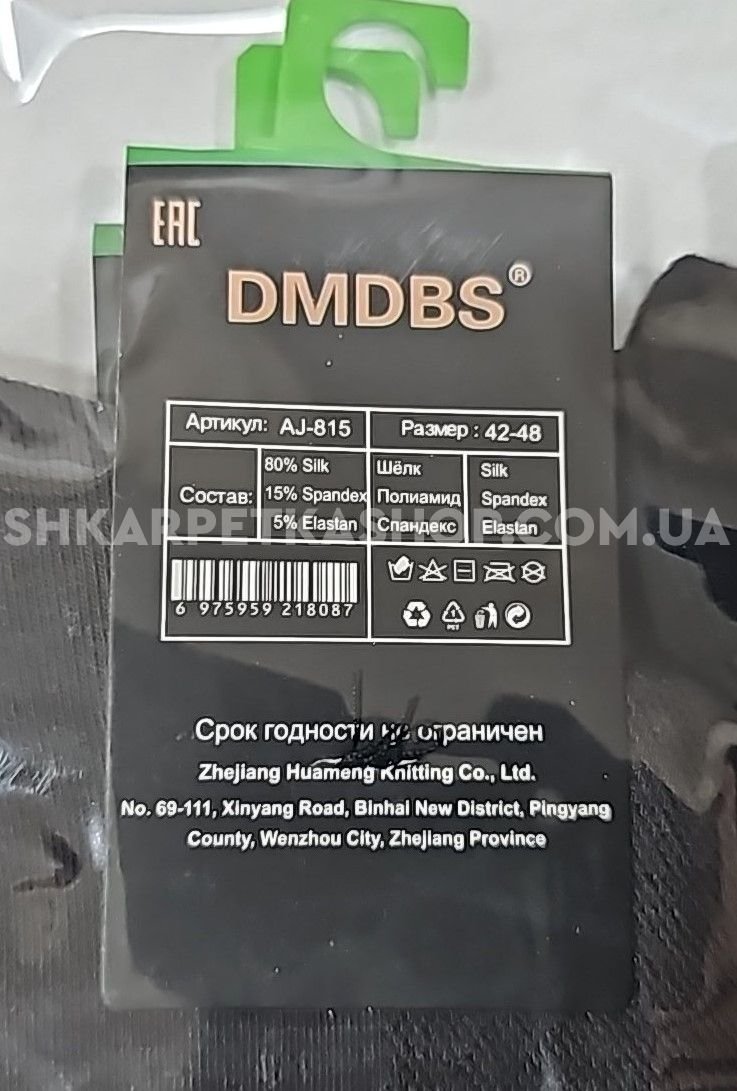 EAC
DMDBS®
Артикул: AJ-815 Размер : 42-48
Состав:
80% Silk Шёлк Silk
15% Spandex Полиамид Spandex
5% Elastan Спандекс Elastan
SHKARPETKASHOP.COM.UA
6 975959 218087
PET
Срок годности не ограничен
Zhejiang Huameng Knitting Co., Ltd.
No. 69-111, Xinyang Road, Binhai New District, Pingyang
County, Wenzhou City, Zhejiang Province